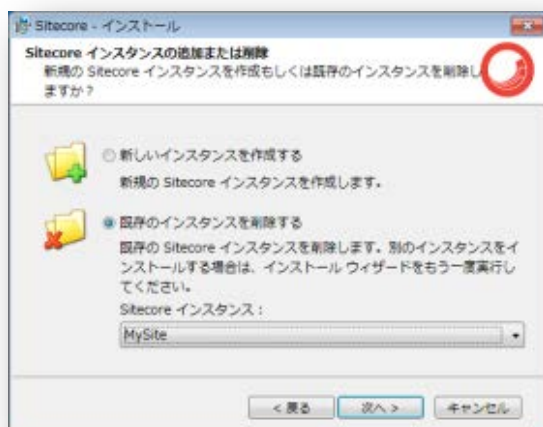 Sitecore - インストール
Sitecore インスタンスの追加または削除
新規の Sitecore インスタンスを作成もしくは既存のインスタンスを削除し
ますか？
新しいインスタンスを作成する
新規の Sitecore インスタンスを作成します。
既存のインスタンスを削除する
既存の Sitecore インスタンスを削除します。別のインスタンスをイ
ンストールする場合は、インストール ウィザードをもう一度実行し
てください。
Sitecore インスタンス：
MySite
< 戻る 次へ > キャンセル